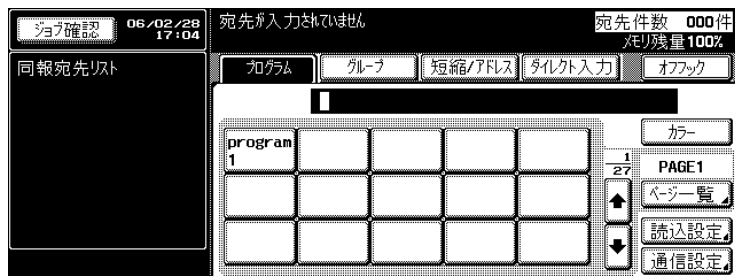 ジョブ確認
06/02/28
17:04
宛先が入力されていません
宛先件数 000件
メモリ残量100%
同報宛先リスト
プログラム
グループ
短縮/アドレス
ダイレクト入力
オフフック
program
1
カラー
1
27
PAGE1
ページ一覧
読込設定
通信設定